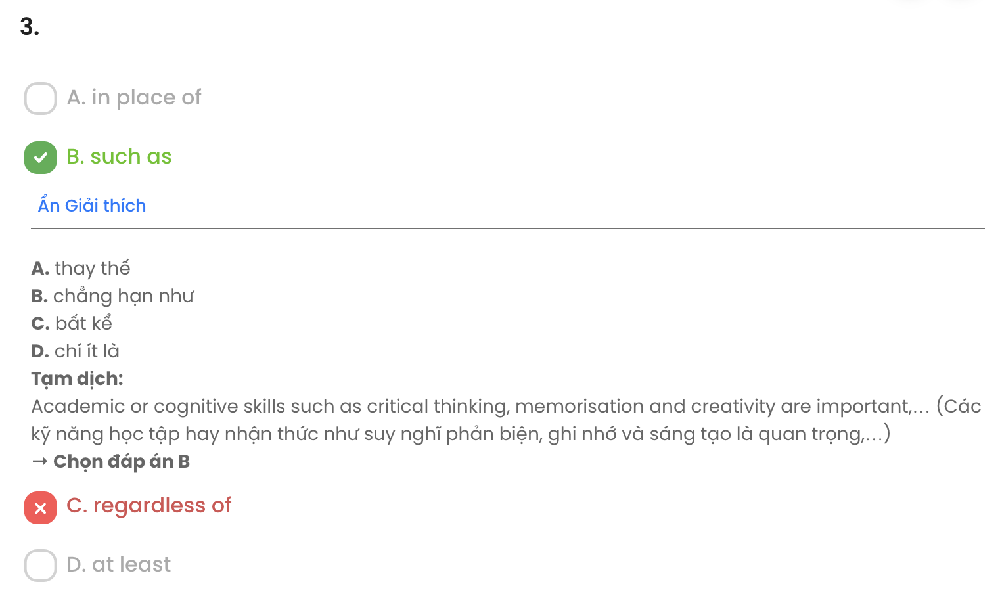 3.
A. in place of
B. such as
Ẩn Giải thích
A. thay thế
B. chẳng hạn như
C. bất kể
D. chí ít là
Tạm dịch:
Academic or cognitive skills such as critical thinking, memorisation and creativity are important,... (Các
kỹ năng học tập hay nhận thức như suy nghĩ phản biện, ghi nhớ và sáng tạo là quan trọng,...)
→ Chọn đáp án B
C. regardless of
D. at least